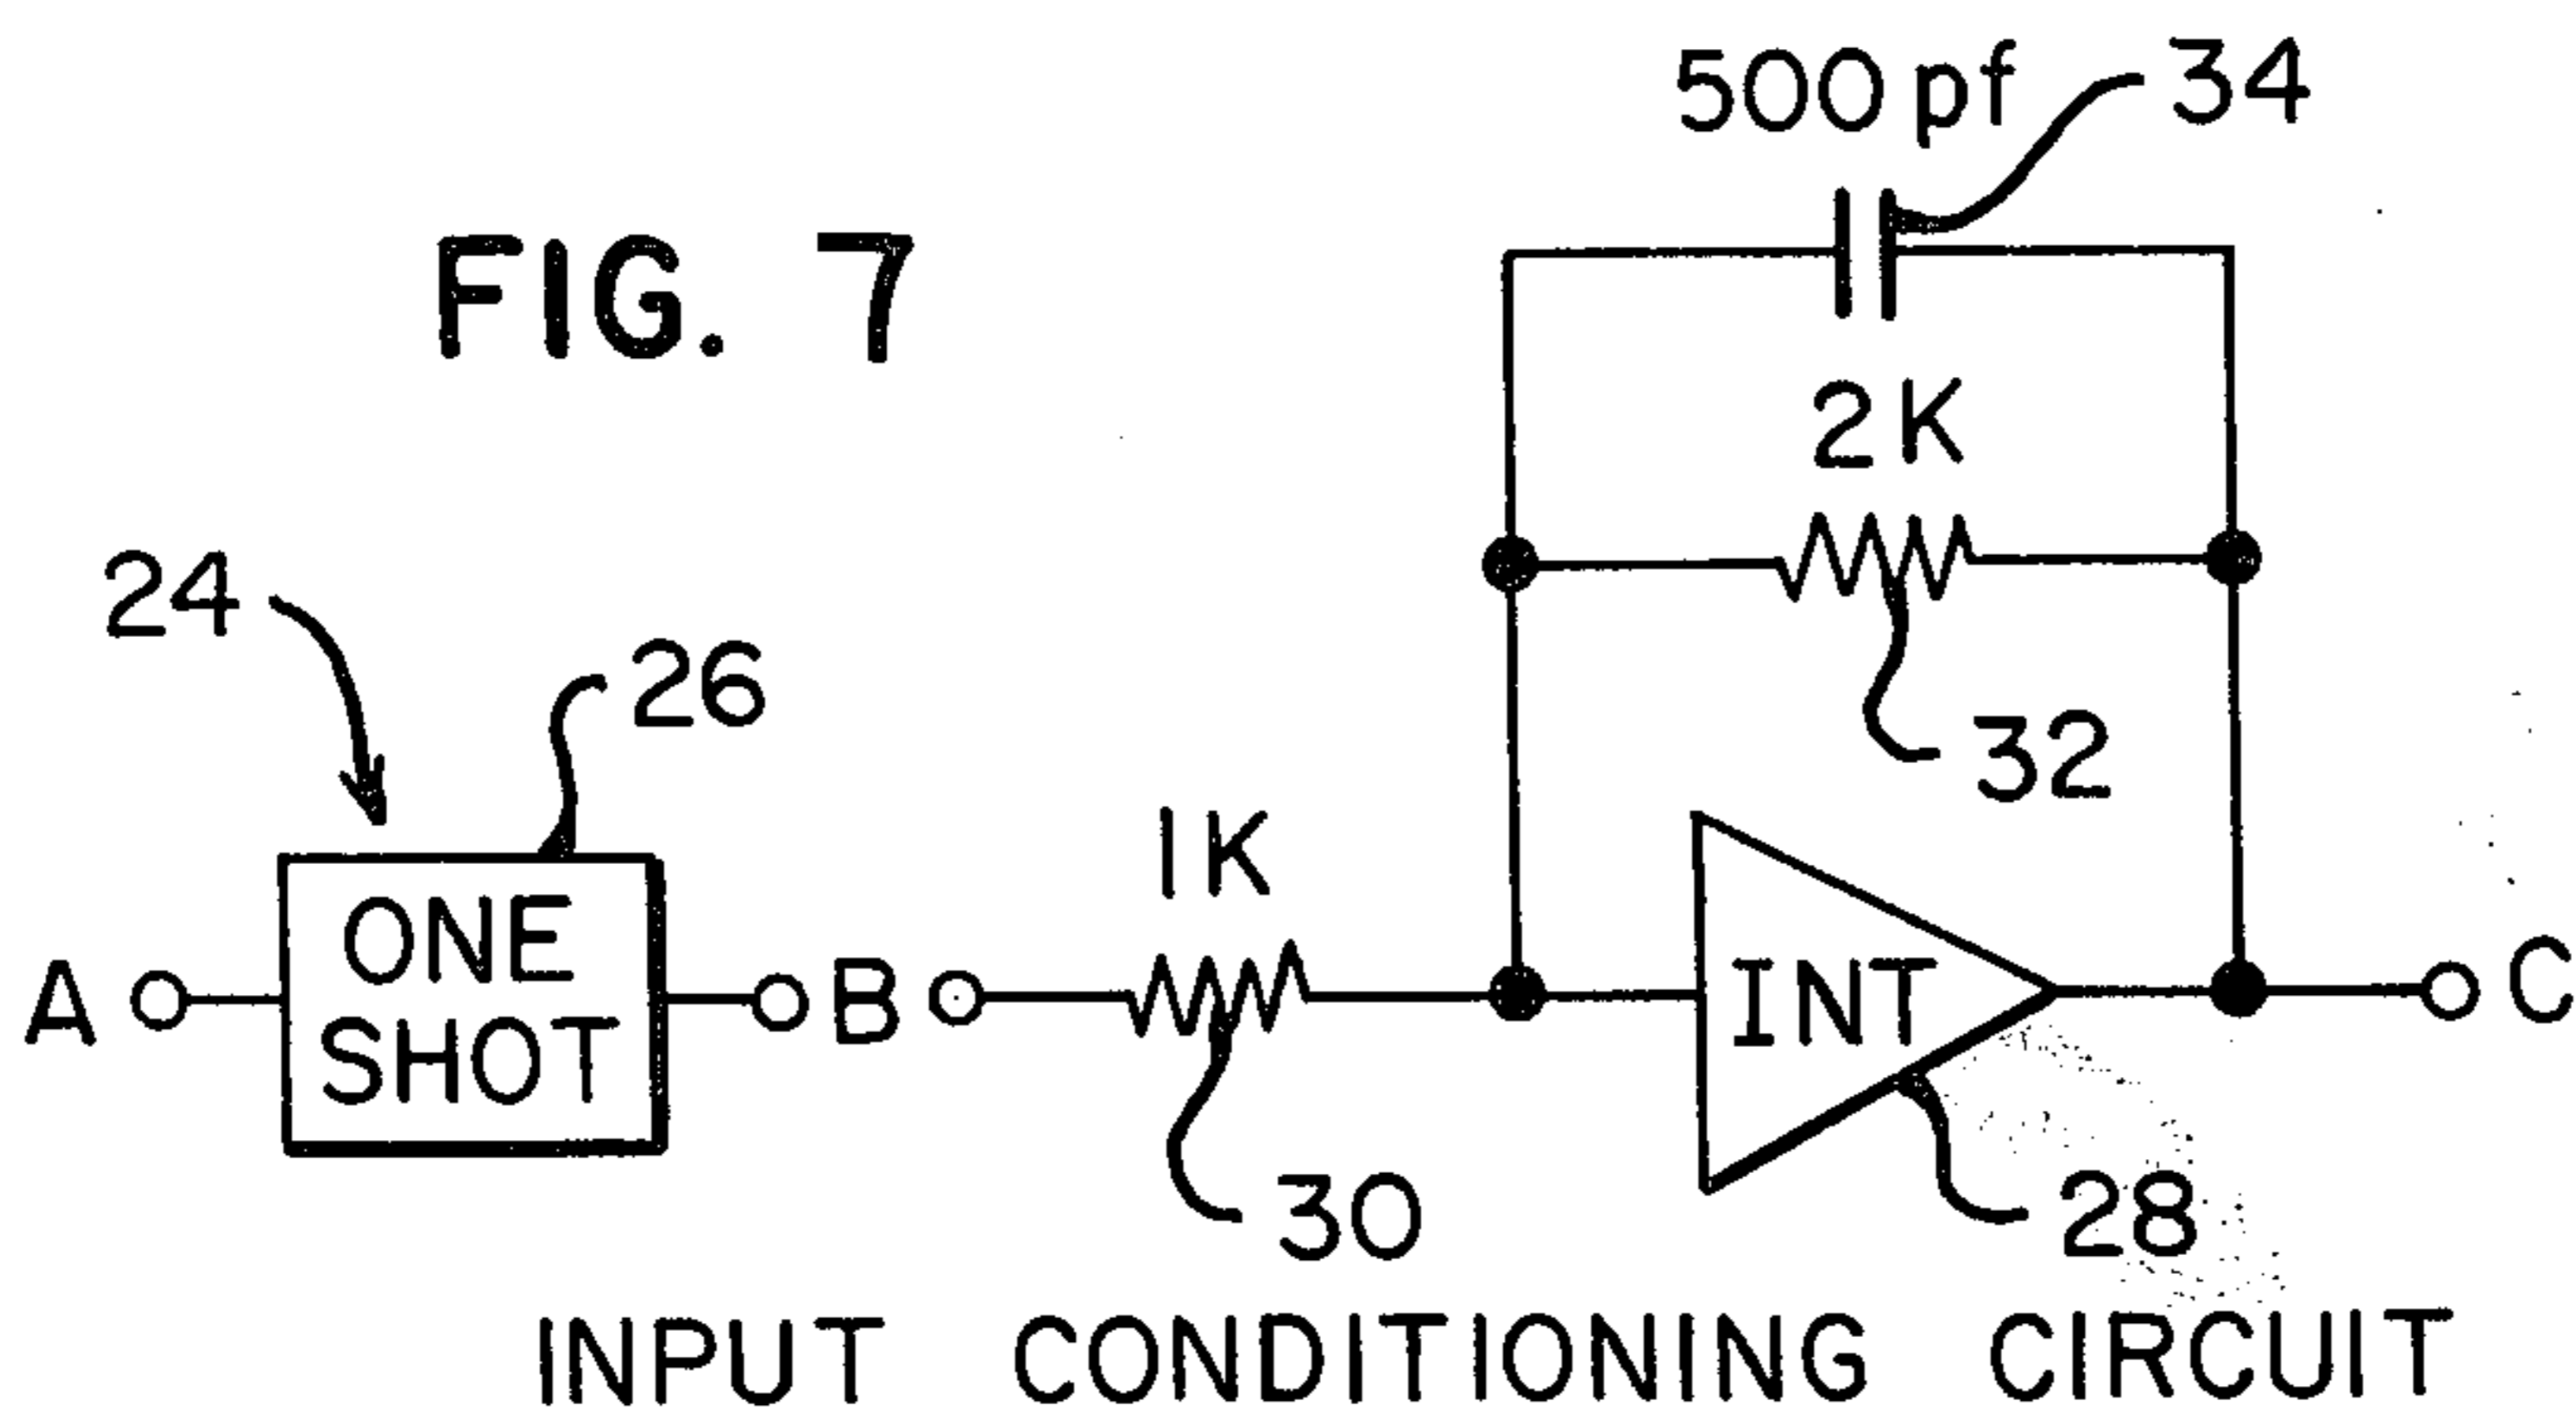 500 pf 34
FIG. 7
2K
24
26
32
1K
ONE
SHOT
A
B
INT
C
30
28
INPUT CONDITIONING CIRCUIT